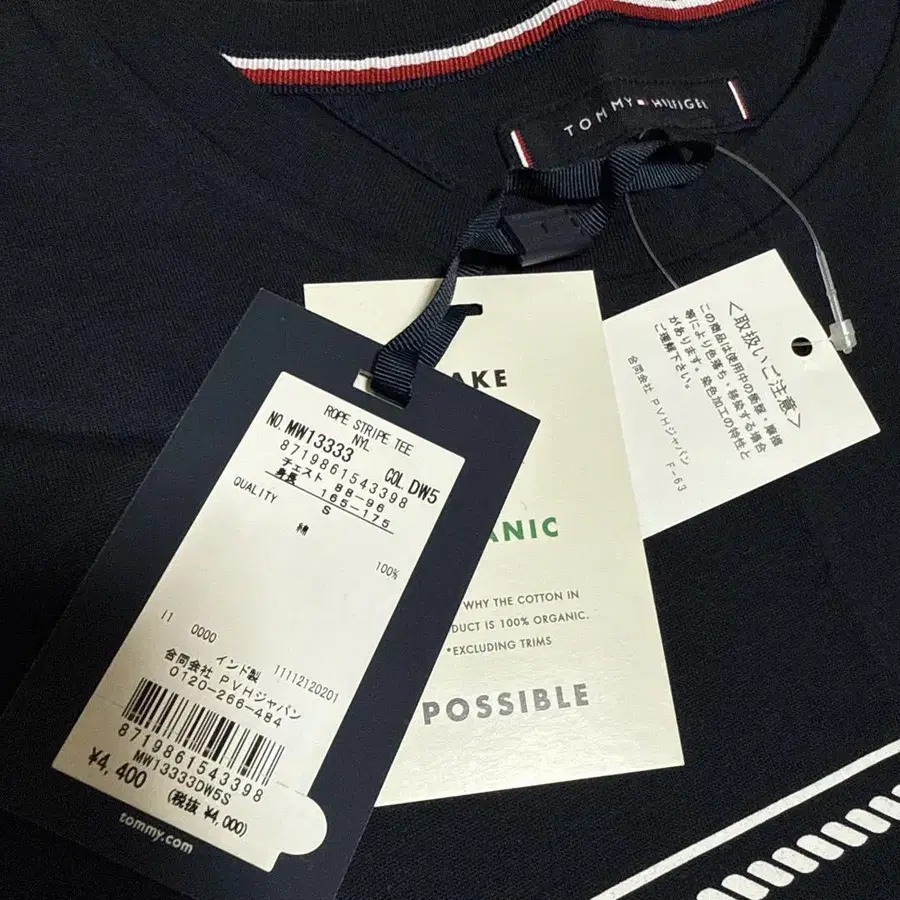 TOMMY HILFIGER
ROPE STRIPE TEE
NYL
NO. MW13333 COL. DW5
8719861543398
チェスト 88-96
身長 165-175
S
QUALITY
綿
100%
/1 0000
インド製 11112120201
合同会社 PVHジャパン
0120-266-484
8719861543398
MW13333DW5S
¥4,400
(税抜 ¥4,000)
tommy.com
AKE
ANIC
WHY THE COTTON IN
DUCT IS 100% ORGANIC.
*EXCLUDING TRIMS
POSSIBLE
<取扱いご注意>
この商品は使用中の衝撃・摩擦
等により色落ち・移染する場合
があります。染色加工の特性と
ご理解下さい。
合同会社 PVHジャパン
F-63